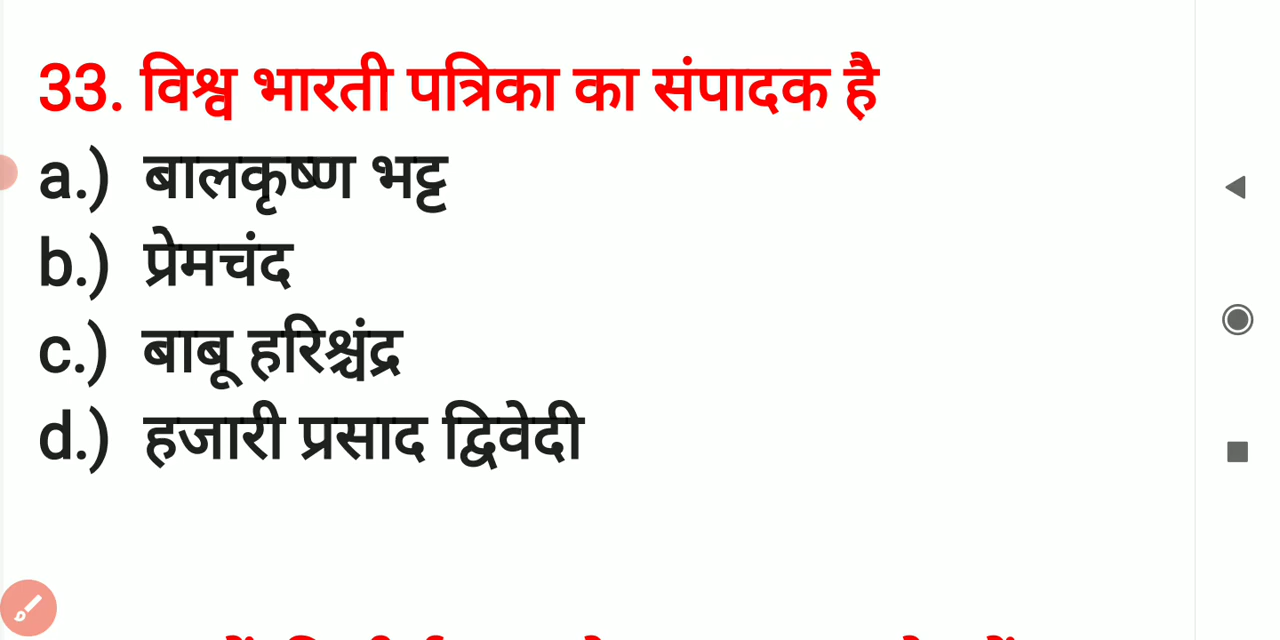 33. विश्व भारती पत्रिका का संपादक है
a.) बालकृष्ण भट्ट
b.) प्रेमचंद
c.) बाबू हरिश्चंद्र
d.) हजारी प्रसाद द्विवेदी